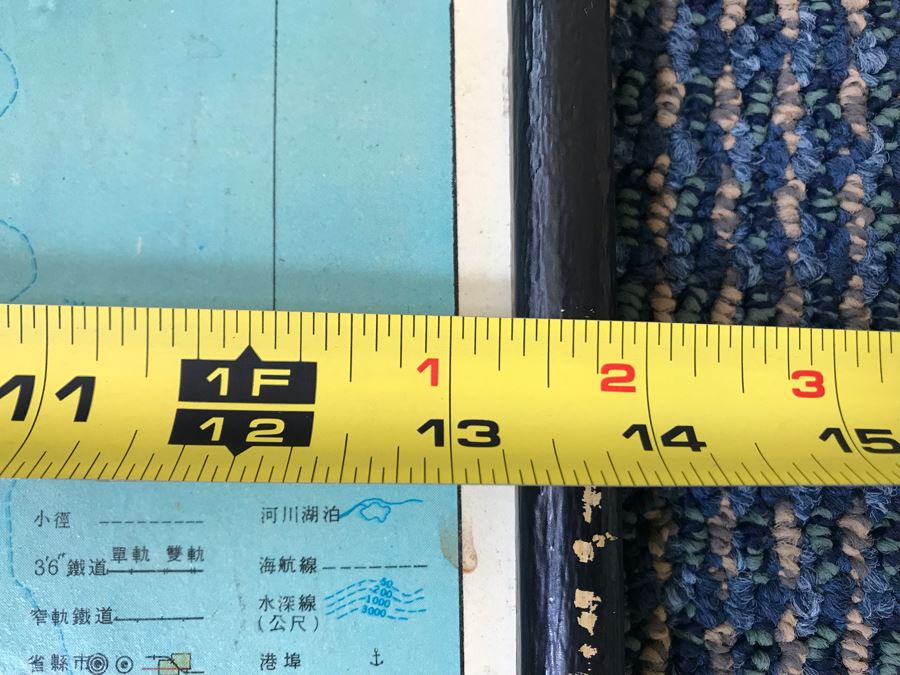 1F 1 2 3
11 12 13 14 15
小徑 河川湖泊
單軌 雙軌
3'6" 鐵道 海航線
窄軌鐵道 水深線 (公尺) 50 200 1000 3000
省縣市 港埠